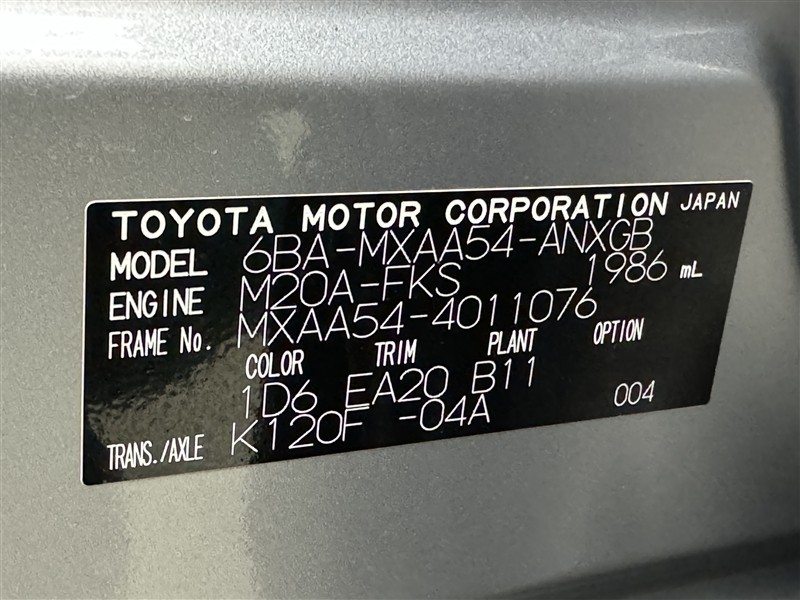 TOYOTA MOTOR CORPORATION JAPAN
MODEL 6BA-MXAA54-ANXGB
ENGINE M20A-FKS 1986 mL
FRAME No. MXAA54-4011076
COLOR TRIM PLANT OPTION
1D6 EA20 B11
TRANS./AXLE K120F -04A 004